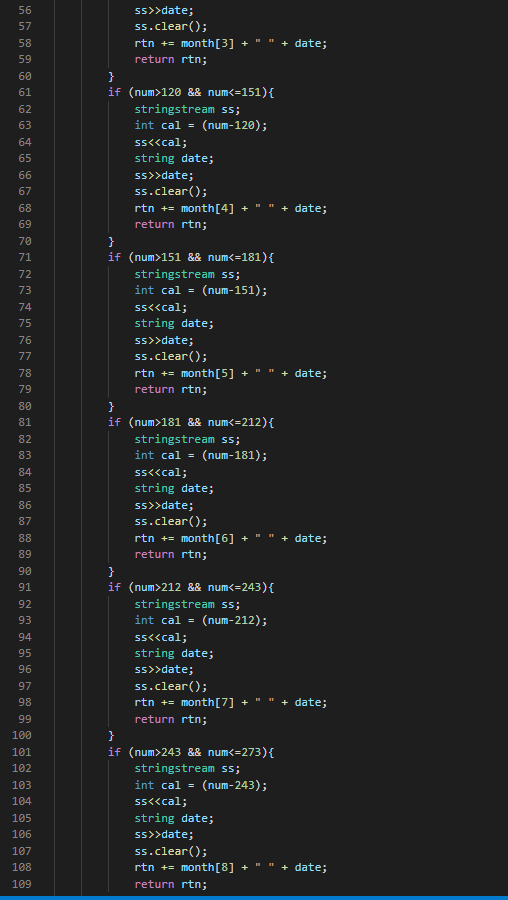 56 ss>>date;
57 ss.clear();
58 rtn += month[3] + " " + date;
59 return rtn;
60 }
61 if (num>120 && num<=151){
62 stringstream ss;
63 int cal = (num-120);
64 ss<<cal;
65 string date;
66 ss>>date;
67 ss.clear();
68 rtn += month[4] + " " + date;
69 return rtn;
70 }
71 if (num>151 && num<=181){
72 stringstream ss;
73 int cal = (num-151);
74 ss<<cal;
75 string date;
76 ss>>date;
77 ss.clear();
78 rtn += month[5] + " " + date;
79 return rtn;
80 }
81 if (num>181 && num<=212){
82 stringstream ss;
83 int cal = (num-181);
84 ss<<cal;
85 string date;
86 ss>>date;
87 ss.clear();
88 rtn += month[6] + " " + date;
89 return rtn;
90 }
91 if (num>212 && num<=243){
92 stringstream ss;
93 int cal = (num-212);
94 ss<<cal;
95 string date;
96 ss>>date;
97 ss.clear();
98 rtn += month[7] + " " + date;
99 return rtn;
100 }
101 if (num>243 && num<=273){
102 stringstream ss;
103 int cal = (num-243);
104 ss<<cal;
105 string date;
106 ss>>date;
107 ss.clear();
108 rtn += month[8] + " " + date;
109 return rtn;